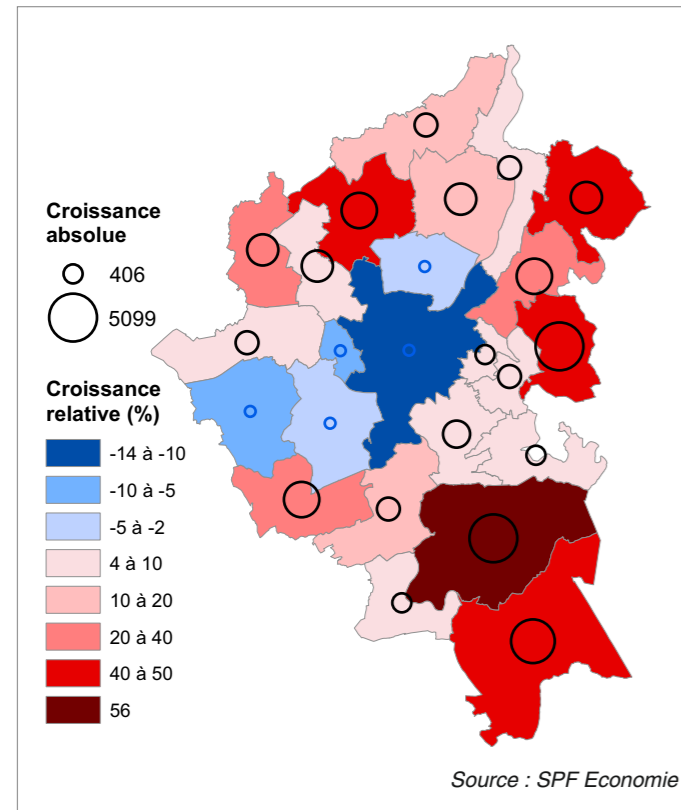 Croissance
absolue
406
5099
Croissance
relative (%)
-14 à -10
-10 à -5
-5 à -2
4 à 10
10 à 20
20 à 40
40 à 50
56
Source : SPF Economie